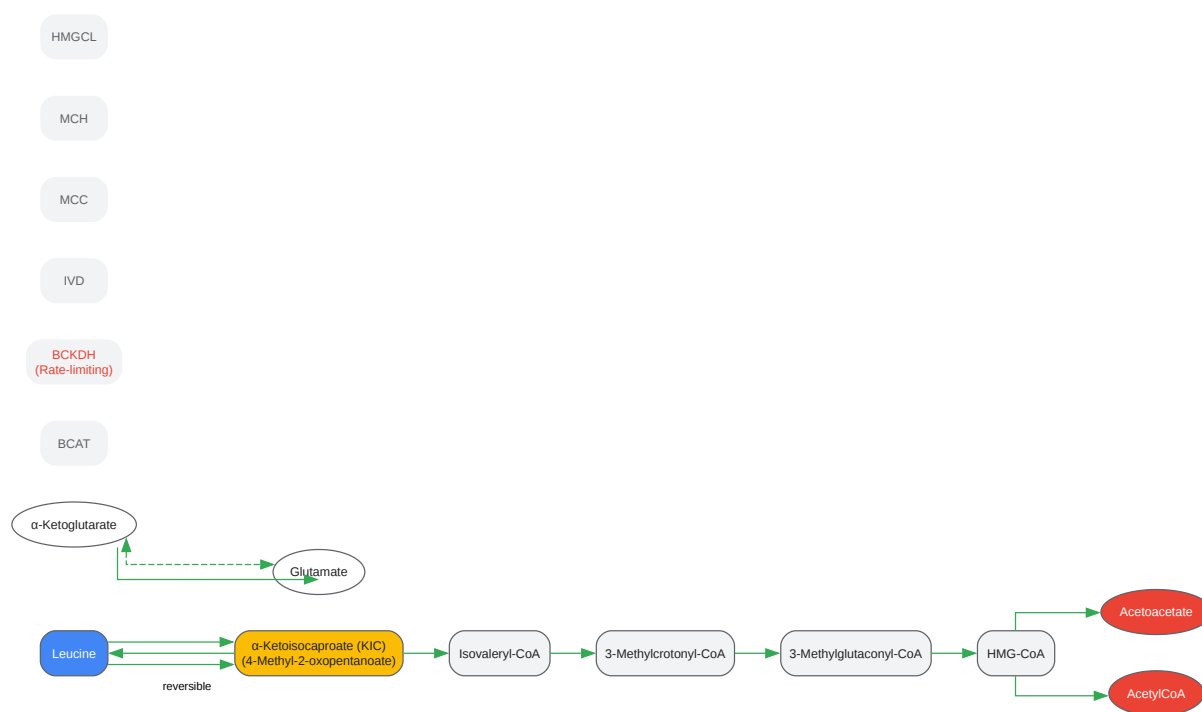 HMGCL
MCH
MCC
IVD
BCKDH
(Rate-limiting)
BCAT
α-Ketoglutarate
Glutamate
Acetoacetate
Leucine
α-Ketoisocaproate (KIC)
(4-Methyl-2-oxopentanoate)
Isovaleryl-CoA
3-Methylcrotonyl-CoA
3-Methylglutaconyl-CoA
HMG-CoA
reversible
AcetylCoA